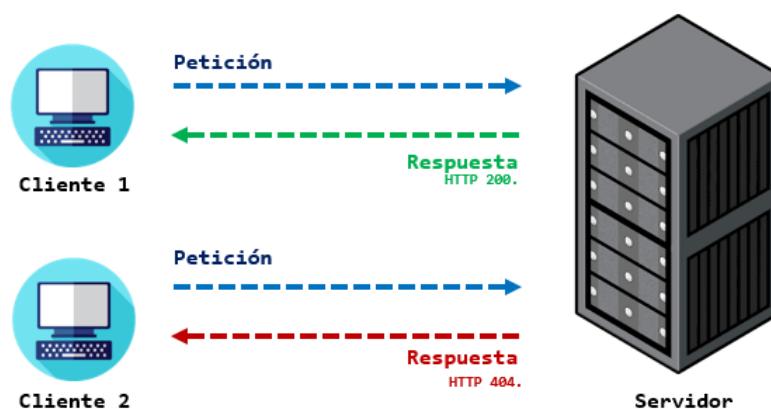 Petición
Respuesta
HTTP 200.
Cliente 1
Petición
Respuesta
HTTP 404.
Cliente 2
Servidor